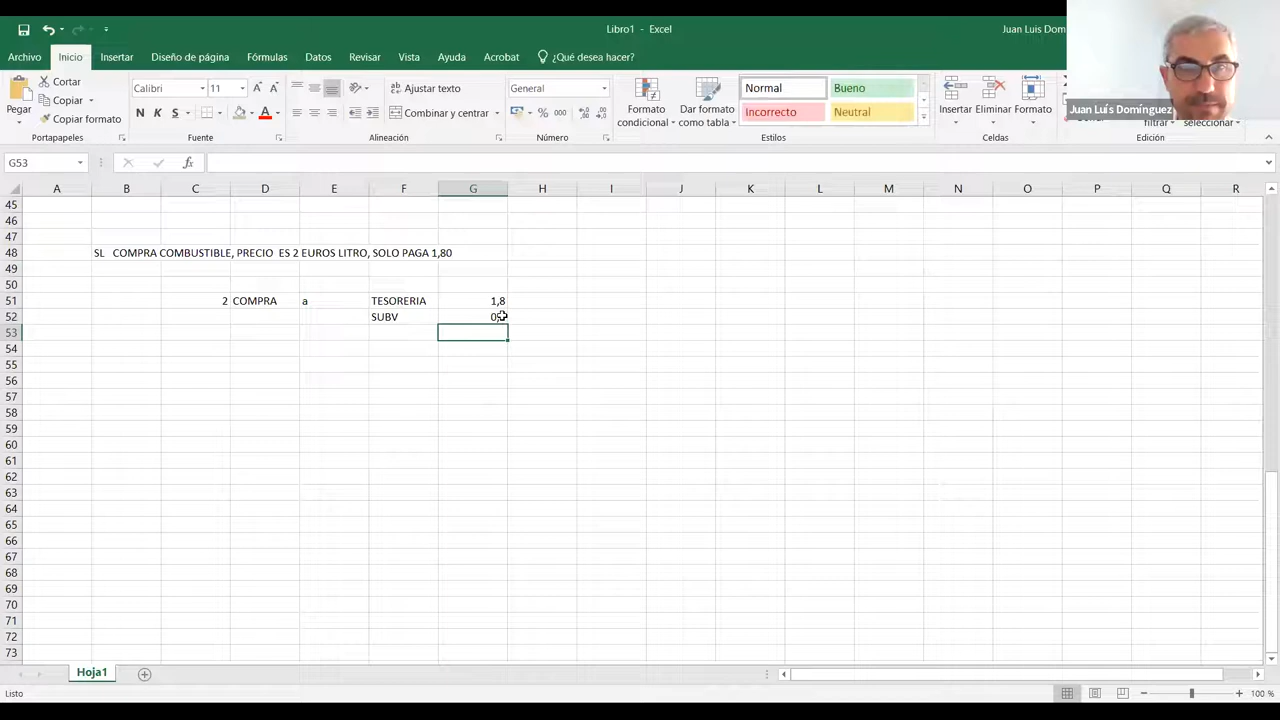 Libro1 - Excel
Juan Luis Dom
Archivo Inicio Insertar Diseño de página Fórmulas Datos Revisar Vista Ayuda Acrobat ¿Qué desea hacer?
Pegar
Cortar
Copiar
Copiar formato
Portapapeles
Calibri 11
N K S
Fuente
Ajustar texto
Combinar y centrar
Alineación
General
% 000
Número
Formato condicional
Dar formato como tabla
Normal Bueno
Incorrecto Neutral
Estilos
Insertar Eliminar Formato
Celdas
filtrar seleccionar
Edición
Juan Luís Domínguez
G53 fx
A B C D E F G H I J K L M N O P Q R
45
46
47
48 SL COMPRA COMBUSTIBLE, PRECIO ES 2 EUROS LITRO, SOLO PAGA 1,80
49
50
51 2 COMPRA a TESORERIA 1,8
52 SUBV
53
54
55
56
57
58
59
60
61
62
63
64
65
66
67
68
69
70
71
72
73
Hoja1
Listo 100 %